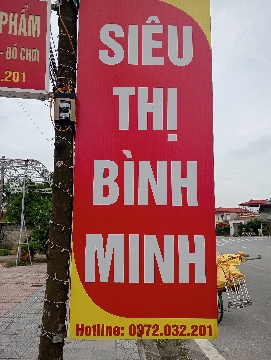 PHẨM
- ĐỒ CHƠI
.201
SIÊU
THỊ
BÌNH
MINH
Hotline: 0972.032.201